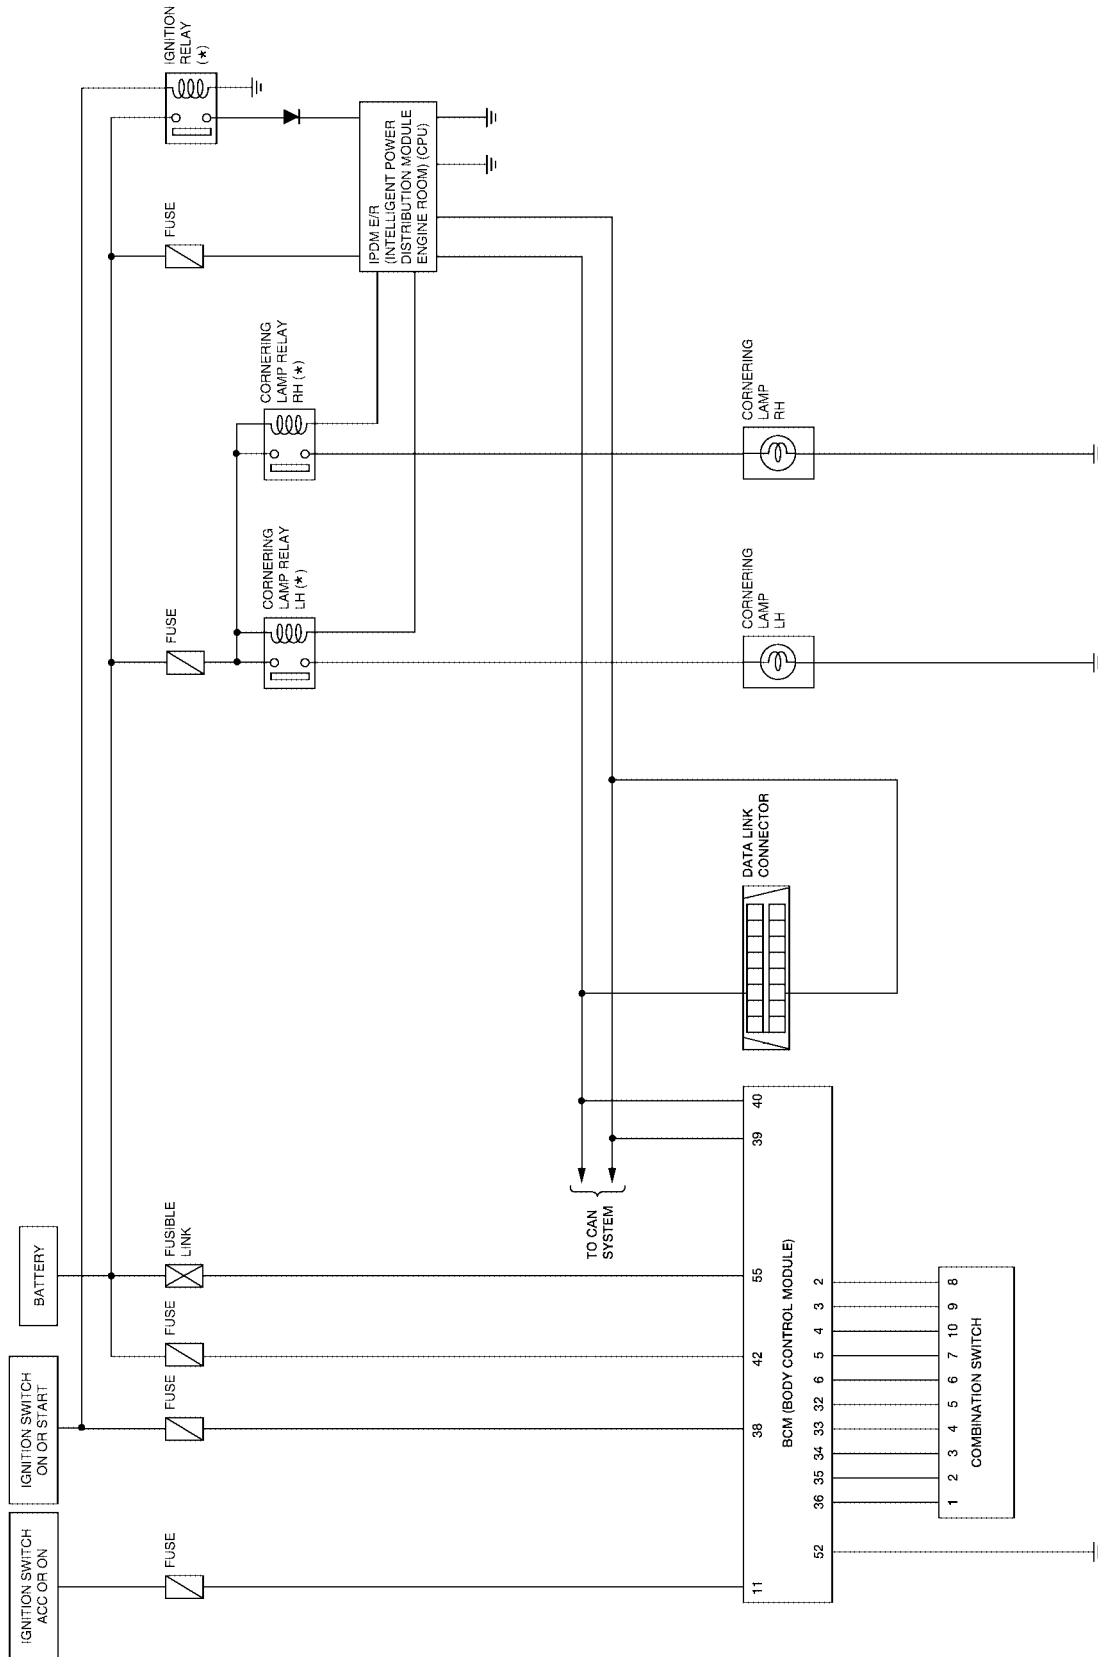 IGNITION SWITCH
ACC OR ON
IGNITION SWITCH
ON OR START
BATTERY
FUSE
FUSE
FUSE
FUSIBLE
LINK
FUSE
FUSE
IGNITION
RELAY
(★)
CORNERING
LAMP RELAY
LH (★)
CORNERING
LAMP RELAY
RH (★)
IPDM E/R
(INTELLIGENT POWER
DISTRIBUTION MODULE
ENGINE ROOM) (CPU)
TO CAN
SYSTEM
DATA LINK
CONNECTOR
CORNERING
LAMP
LH
CORNERING
LAMP
RH
11
38
42
55
39
40
BCM (BODY CONTROL MODULE)
52
36
35
34
33
32
6
5
4
3
2
1
2
3
4
5
6
7
10
9
8
COMBINATION SWITCH